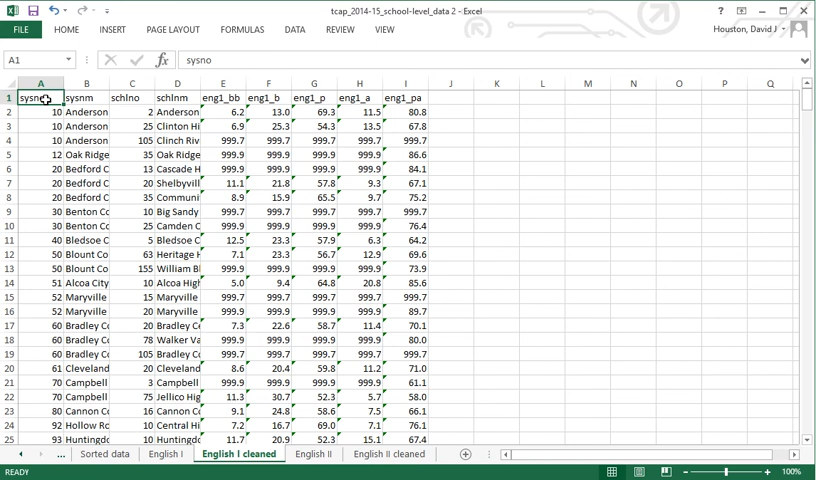 tcap_2014-15_school-level_data 2 - Excel
FILE HOME INSERT PAGE LAYOUT FORMULAS DATA REVIEW VIEW Houston, David J
A1 fx sysno
A B C D E F G H I J K L M N O P Q
1 sysno sysnm schlno schlnm eng1_bb eng1_b eng1_p eng1_a eng1_pa
2 10 Anderson 2 Anderson 6.2 13.0 69.3 11.5 80.8
3 10 Anderson 25 Clinton Hi 6.9 25.3 54.3 13.5 67.8
4 10 Anderson 105 Clinch Riv 999.7 999.7 999.7 999.7 999.7
5 12 Oak Ridge 35 Oak Ridge 999.9 999.9 999.9 999.9 86.6
6 20 Bedford C 13 Cascade H 999.9 999.9 999.9 999.9 84.1
7 20 Bedford C 20 Shelbyvill 11.1 21.8 57.8 9.3 67.1
8 20 Bedford C 35 Communi 8.9 15.9 65.5 9.7 75.2
9 30 Benton Co 10 Big Sandy 999.7 999.7 999.7 999.7 999.7
10 30 Benton Co 25 Camden C 999.9 999.9 999.9 999.9 76.4
11 40 Bledsoe C 5 Bledsoe C 12.5 23.3 57.9 6.3 64.2
12 50 Blount Co 63 Heritage H 7.1 23.3 56.7 12.9 69.6
13 50 Blount Co 155 William Bl 999.9 999.9 999.9 999.9 73.9
14 51 Alcoa City 10 Alcoa High 5.0 9.4 64.8 20.8 85.6
15 52 Maryville 15 Maryville 999.7 999.7 999.7 999.7 999.7
16 52 Maryville 20 Maryville 999.9 999.9 999.9 999.9 89.7
17 60 Bradley Co 20 Bradley Ce 7.3 22.6 58.7 11.4 70.1
18 60 Bradley Co 78 Walker Va 999.9 999.9 999.9 999.9 80.0
19 60 Bradley Co 105 Bradley Co 999.7 999.7 999.7 999.7 999.7
20 61 Cleveland 20 Cleveland 8.6 20.4 59.8 11.2 71.0
21 70 Campbell 3 Campbell 999.9 999.9 999.9 999.9 61.1
22 70 Campbell 75 Jellico Hig 11.3 30.7 52.3 5.7 58.0
23 80 Cannon Co 16 Cannon Co 9.1 24.8 58.6 7.5 66.1
24 92 Hollow Ro 10 Central Hi 7.2 16.7 69.0 7.1 76.1
25 93 Huntingdo 10 Huntingdo 11.7 20.9 52.3 15.1 67.4
... Sorted data English I English I cleaned English II English II cleaned
READY 100%